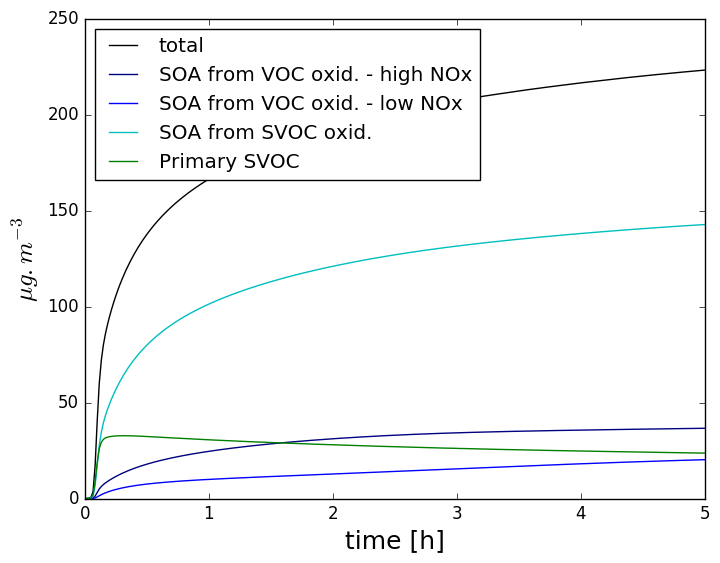 250
200
150
100
50
0
μg.m⁻³
total
SOA from VOC oxid. - high NOx
SOA from VOC oxid. - low NOx
SOA from SVOC oxid.
Primary SVOC
0 1 2 3 4 5
time [h]